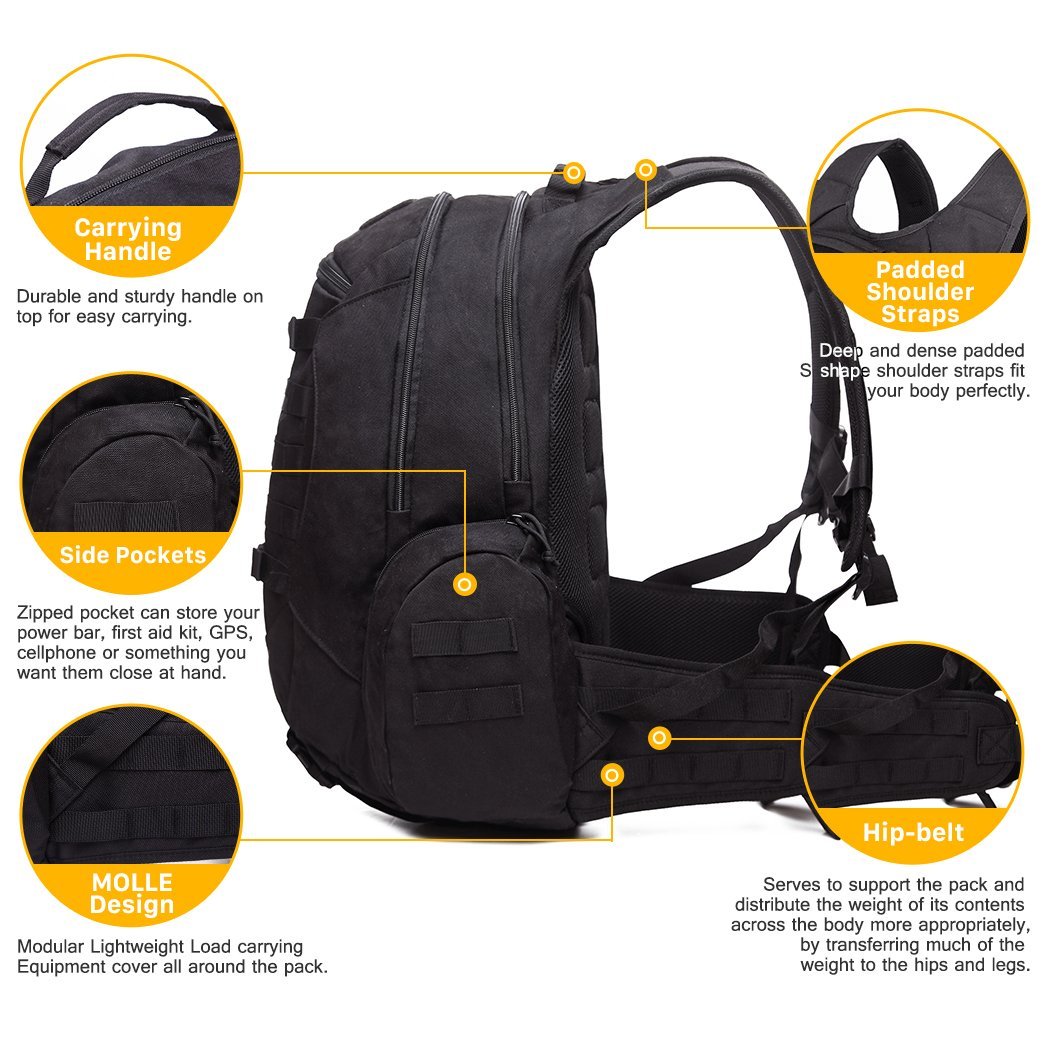 Carrying
Handle
Durable and sturdy handle on
top for easy carrying.
Padded
Shoulder
Straps
Deep and dense padded
S shape shoulder straps fit
your body perfectly.
Side Pockets
Zipped pocket can store your
power bar, first aid kit, GPS,
cellphone or something you
want them close at hand.
MOLLE
Design
Modular Lightweight Load carrying
Equipment cover all around the pack.
Hip-belt
Serves to support the pack and
distribute the weight of its contents
across the body more appropriately,
by transferring much of the
weight to the hips and legs.